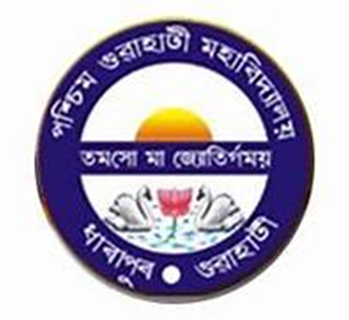 পশ্চিম গুৱাহাটী মহাবিদ্যালয়
তমসো মা জ্যোতির্গময়
ধাৰাপুৰ গুৱাহাটী